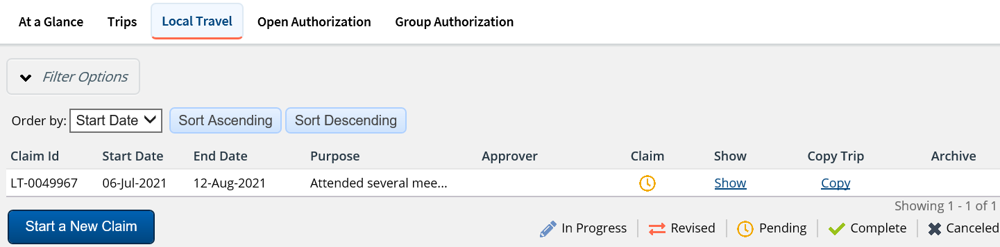 At a Glance Trips Local Travel Open Authorization Group Authorization
Filter Options
Order by: Start Date Sort Ascending Sort Descending
Claim Id Start Date End Date Purpose Approver Claim Show Copy Trip Archive
LT-0049967 06-Jul-2021 12-Aug-2021 Attended several mee... Show Copy
Showing 1 - 1 of 1
Start a New Claim In Progress Revised Pending Complete Canceled